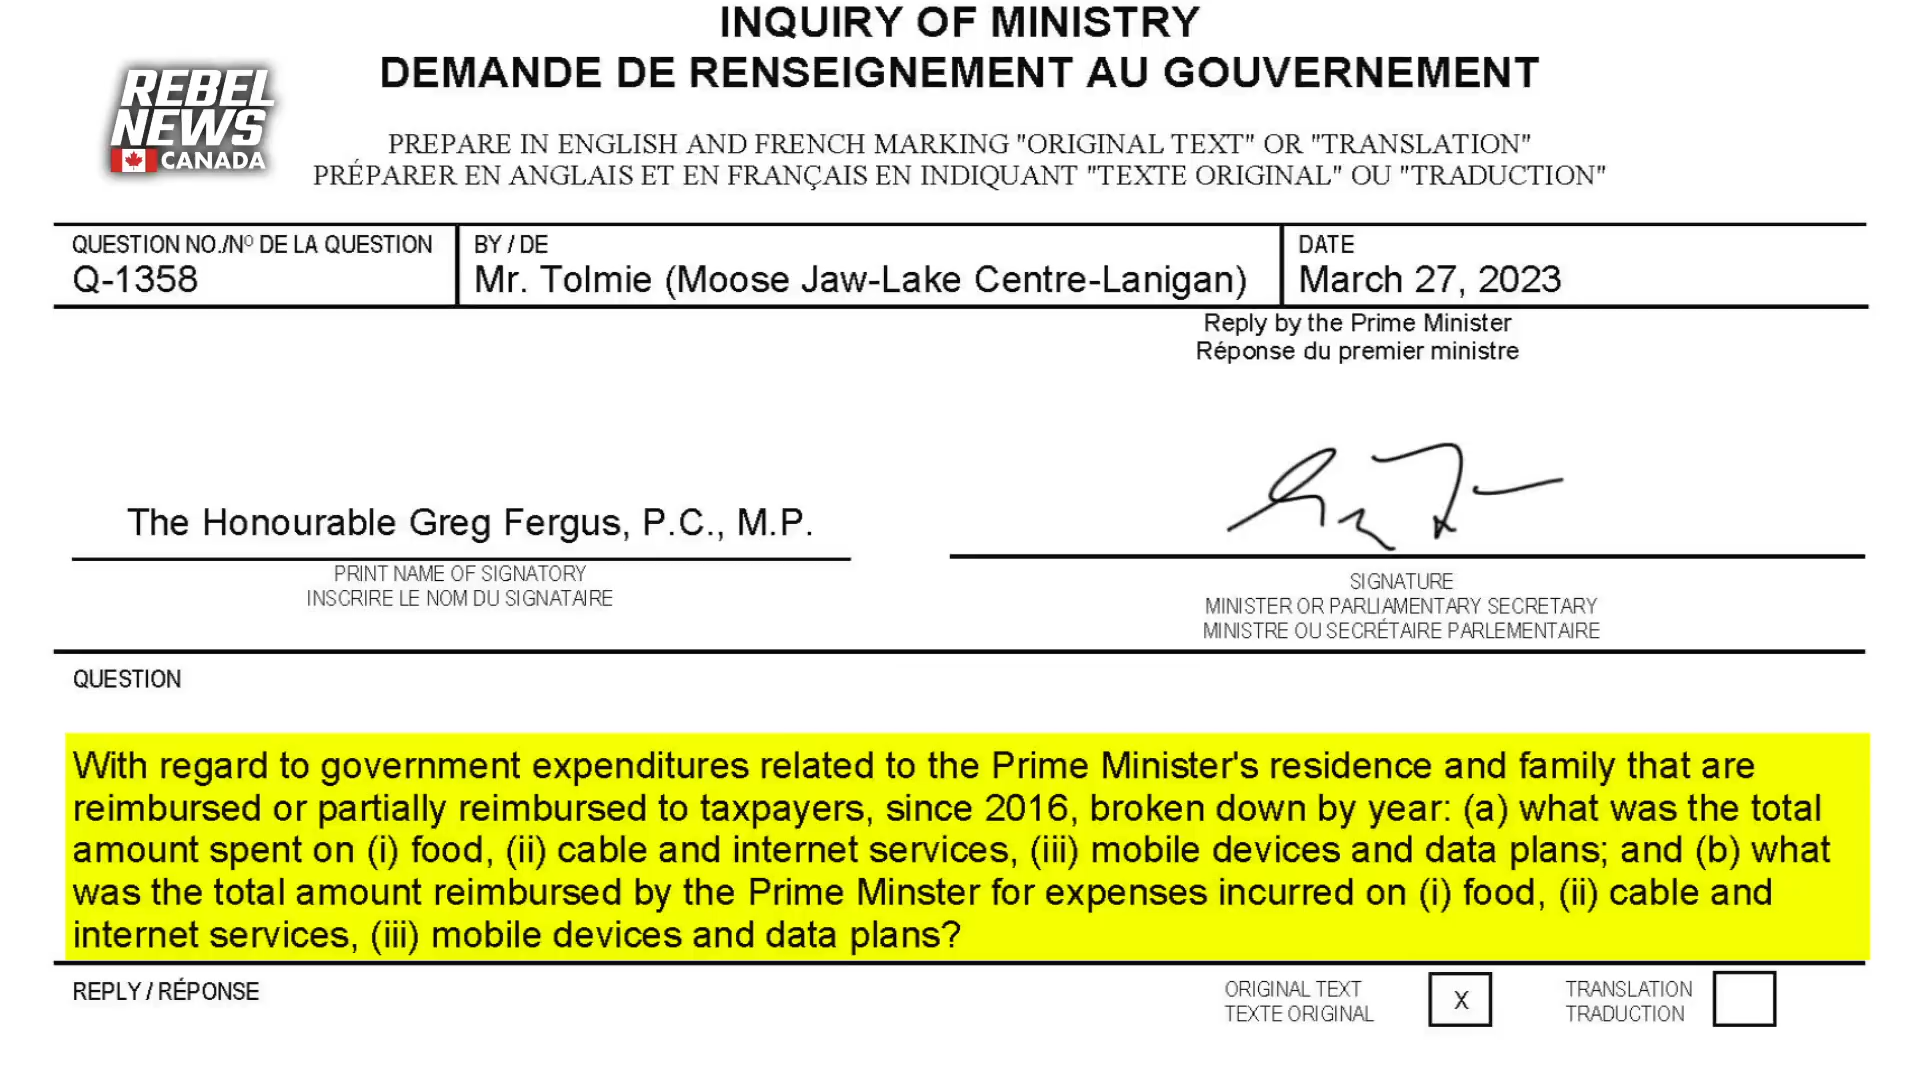 INQUIRY OF MINISTRY
DEMANDE DE RENSEIGNEMENT AU GOUVERNEMENT
REBEL
NEWS
CANADA
PREPARE IN ENGLISH AND FRENCH MARKING "ORIGINAL TEXT" OR "TRANSLATION"
PRÉPARER EN ANGLAIS ET EN FRANÇAIS EN INDIQUANT "TEXTE ORIGINAL" OU "TRADUCTION"
QUESTION NO./Nº DE LA QUESTION
Q-1358
BY / DE
Mr. Tolmie (Moose Jaw-Lake Centre-Lanigan)
DATE
March 27, 2023
Reply by the Prime Minister
Réponse du premier ministre
The Honourable Greg Fergus, P.C., M.P.
PRINT NAME OF SIGNATORY
INSCRIRE LE NOM DU SIGNATAIRE
SIGNATURE
MINISTER OR PARLIAMENTARY SECRETARY
MINISTRE OU SECRÉTAIRE PARLEMENTAIRE
QUESTION
With regard to government expenditures related to the Prime Minister's residence and family that are
reimbursed or partially reimbursed to taxpayers, since 2016, broken down by year: (a) what was the total
amount spent on (i) food, (ii) cable and internet services, (iii) mobile devices and data plans; and (b) what
was the total amount reimbursed by the Prime Minster for expenses incurred on (i) food, (ii) cable and
internet services, (iii) mobile devices and data plans?
REPLY / RÉPONSE
ORIGINAL TEXT
TEXTE ORIGINAL
X
TRANSLATION
TRADUCTION